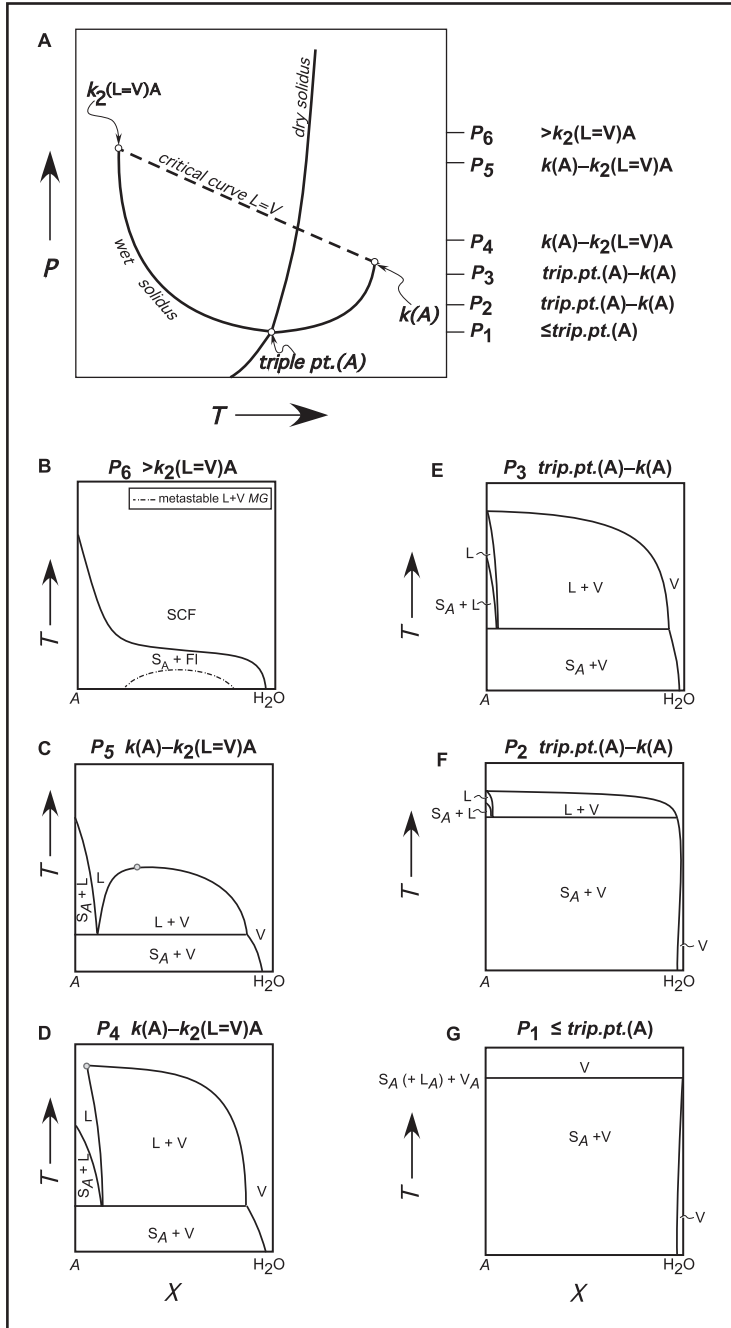 A
k2(L=V)A
dry solidus
critical curve L=V
wet solidus
k(A)
triple pt.(A)
P
T
P6 >k2(L=V)A
P5 k(A)–k2(L=V)A
P4 k(A)–k2(L=V)A
P3 trip.pt.(A)–k(A)
P2 trip.pt.(A)–k(A)
P1 ≤trip.pt.(A)
B
P6 >k2(L=V)A
metastable L+V MG
SCF
SA + Fl
T
A
H2O
C
P5 k(A)–k2(L=V)A
L
SA + L
L + V
V
SA + V
T
A
H2O
D
P4 k(A)–k2(L=V)A
L
L + V
SA + L
V
SA + V
T
A
H2O
X
E
P3 trip.pt.(A)–k(A)
L
V
L + V
SA + L
SA +V
T
A
H2O
F
P2 trip.pt.(A)–k(A)
L
SA + L
L + V
SA + V
V
T
A
H2O
G
P1 ≤ trip.pt.(A)
V
SA (+ LA) + VA
SA +V
V
T
A
H2O
X